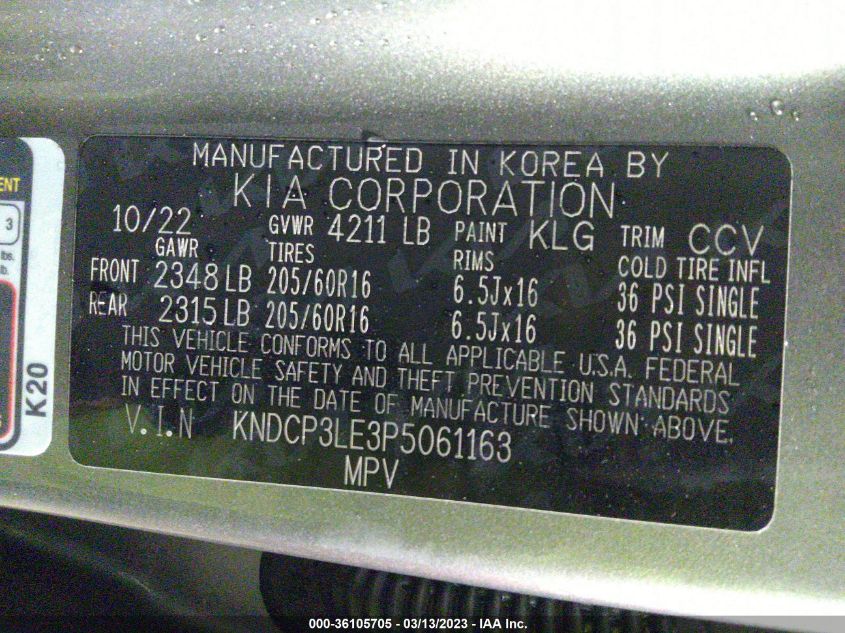 MANUFACTURED IN KOREA BY
KIA CORPORATION
10/22 GVWR 4211 LB PAINT KLG TRIM CCV
GAWR TIRES RIMS COLD TIRE INFL
FRONT 2348 LB 205/60R16 6.5Jx16 36 PSI SINGLE
REAR 2315 LB 205/60R16 6.5Jx16 36 PSI SINGLE
THIS VEHICLE CONFORMS TO ALL APPLICABLE U.S.A. FEDERAL
MOTOR VEHICLE SAFETY AND THEFT PREVENTION STANDARDS
IN EFFECT ON THE DATE OF MANUFACTURE SHOWN ABOVE.
V.I.N KNDCP3LE3P5061163
MPV
3
lbs.
lb.
K20
000-36105705 - 03/13/2023 - IAA Inc.